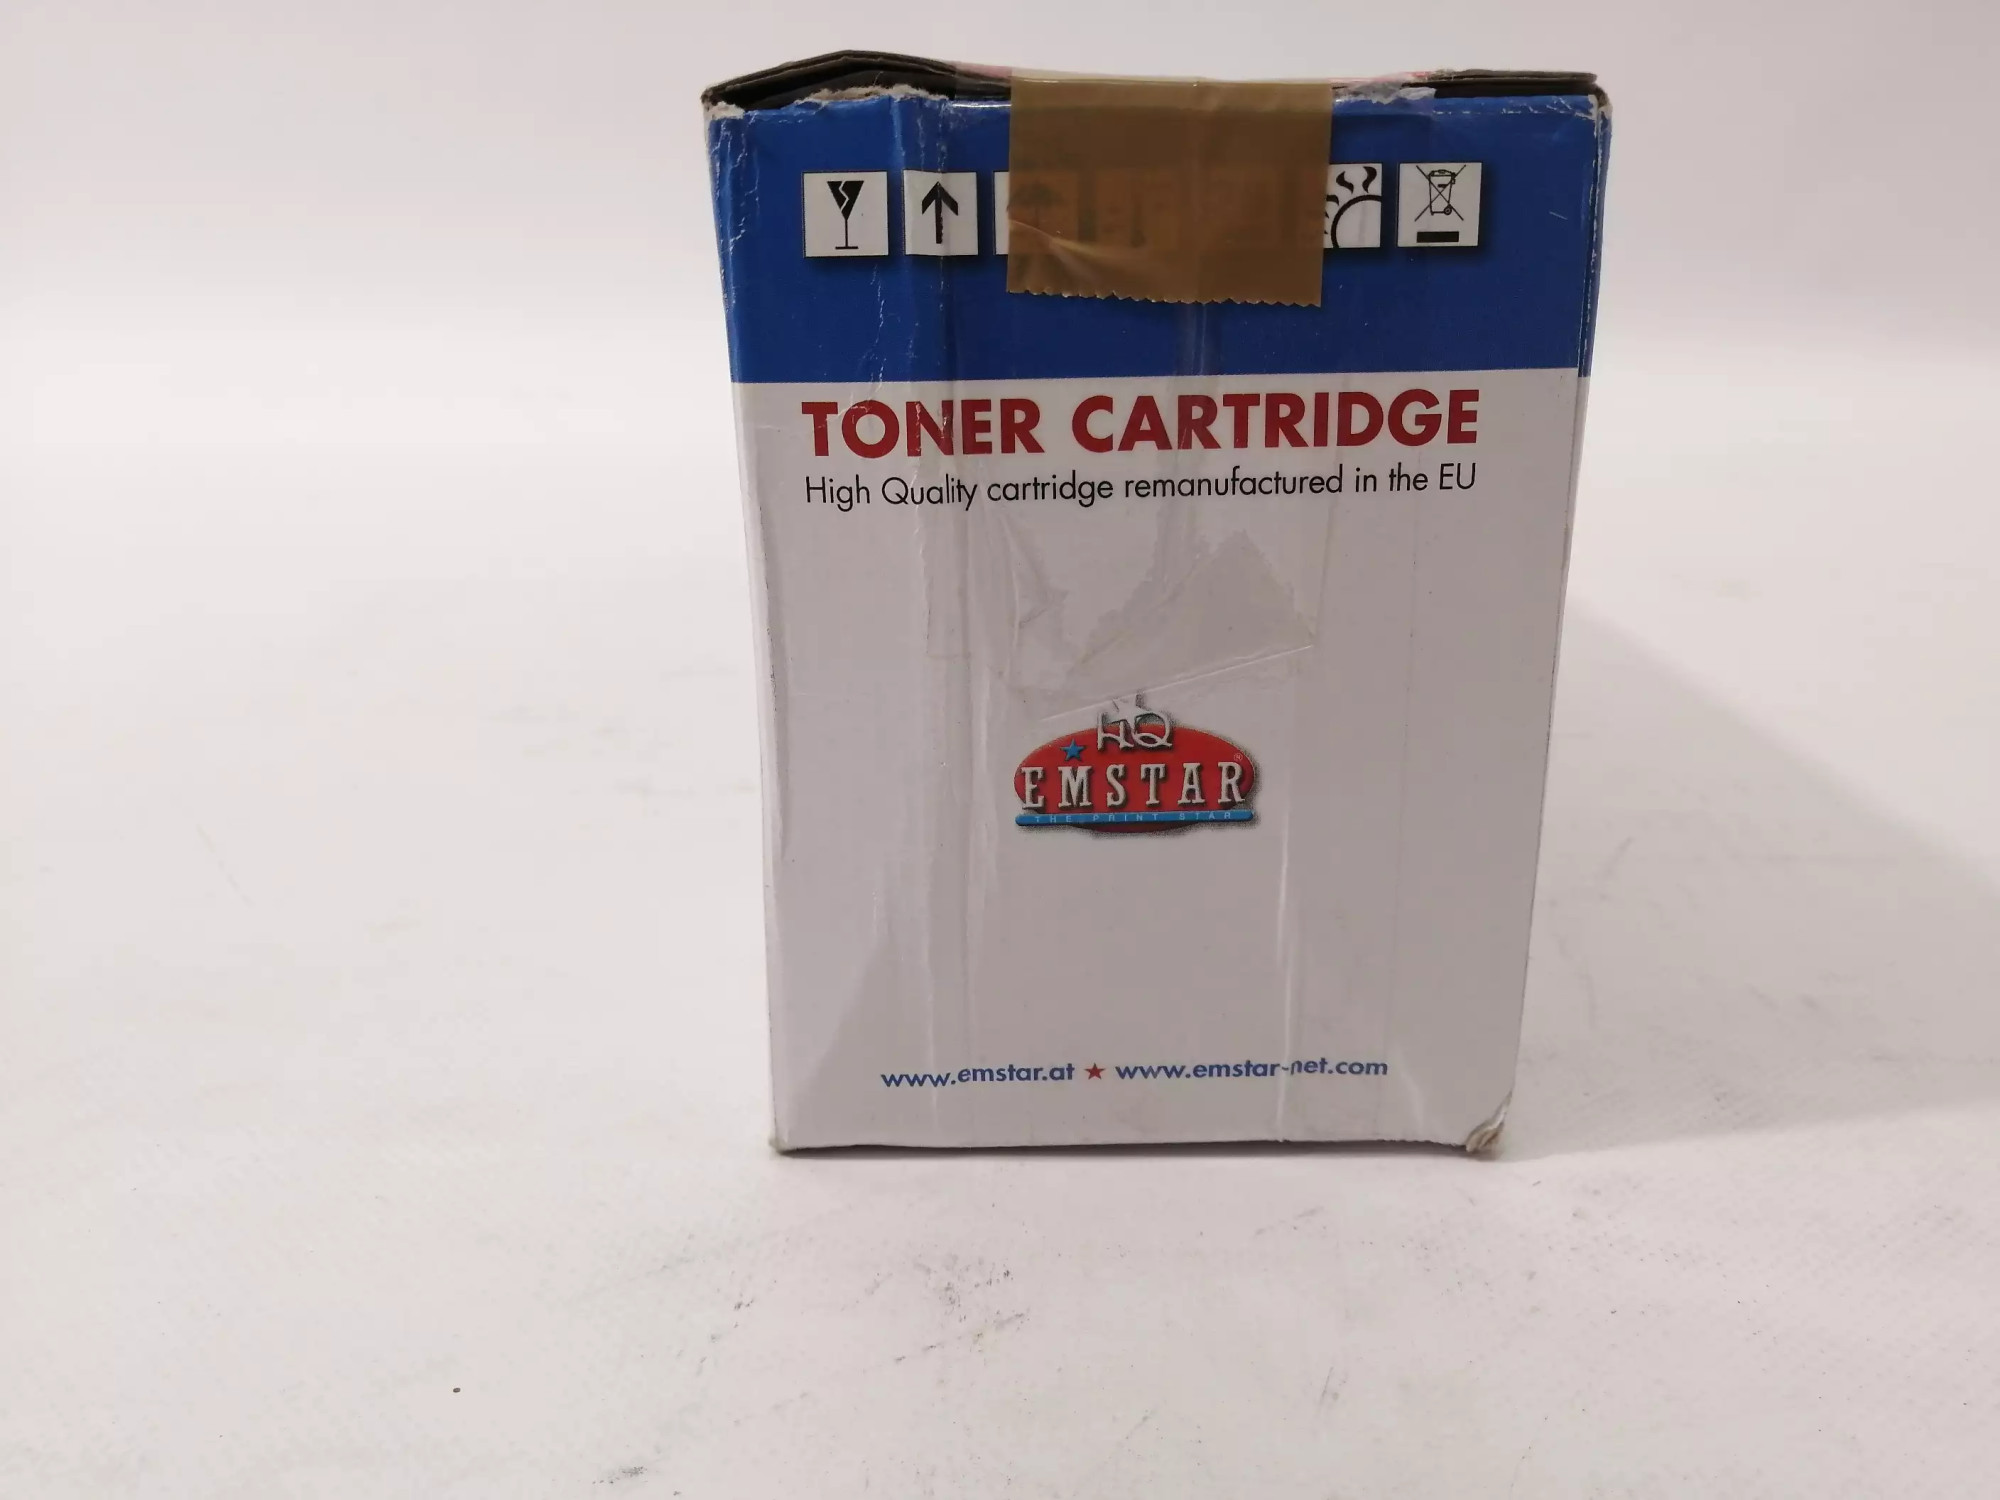 TONER CARTRIDGE
High Quality cartridge remanufactured in the EU
HQ
EMSTAR®
THE PRINT STAR
www.emstar.at ★ www.emstar-net.com